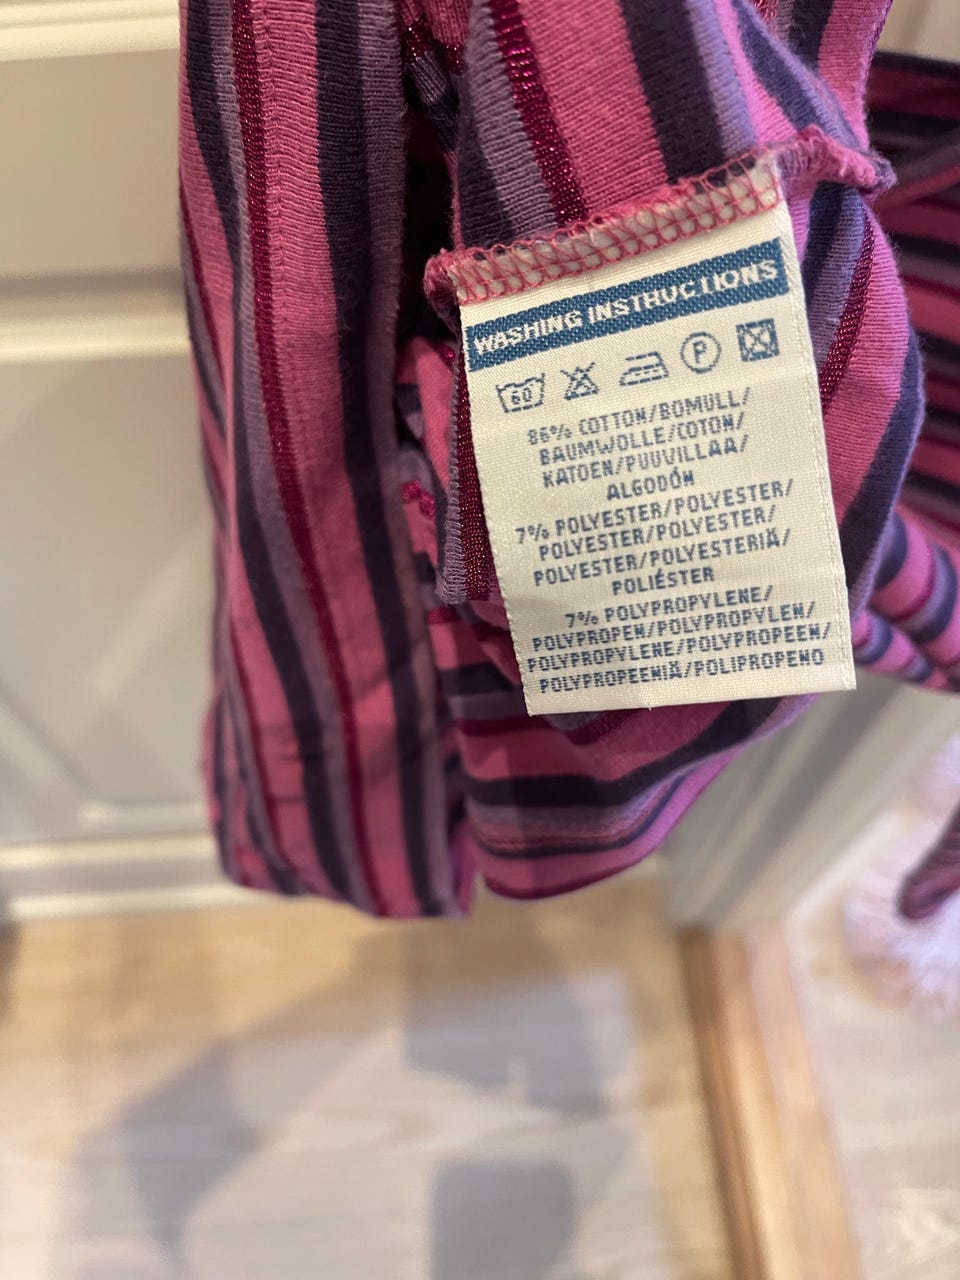 WASHING INSTRUCTIONS
60 P
86% COTTON/BOMULL/
BAUMWOLLE/COTON/
KATOEN/PUUVILLAA/
ALGODÓN
7% POLYESTER/POLYESTER/
POLYESTER/POLYESTER/
POLYESTER/POLYESTERIÄ/
POLIÉSTER
7% POLYPROPYLENE/
POLYPROPEN/POLYPROPYLEN/
POLYPROPYLENE/POLYPROPEEN/
POLYPROPEENIÄ/POLIPROPENO